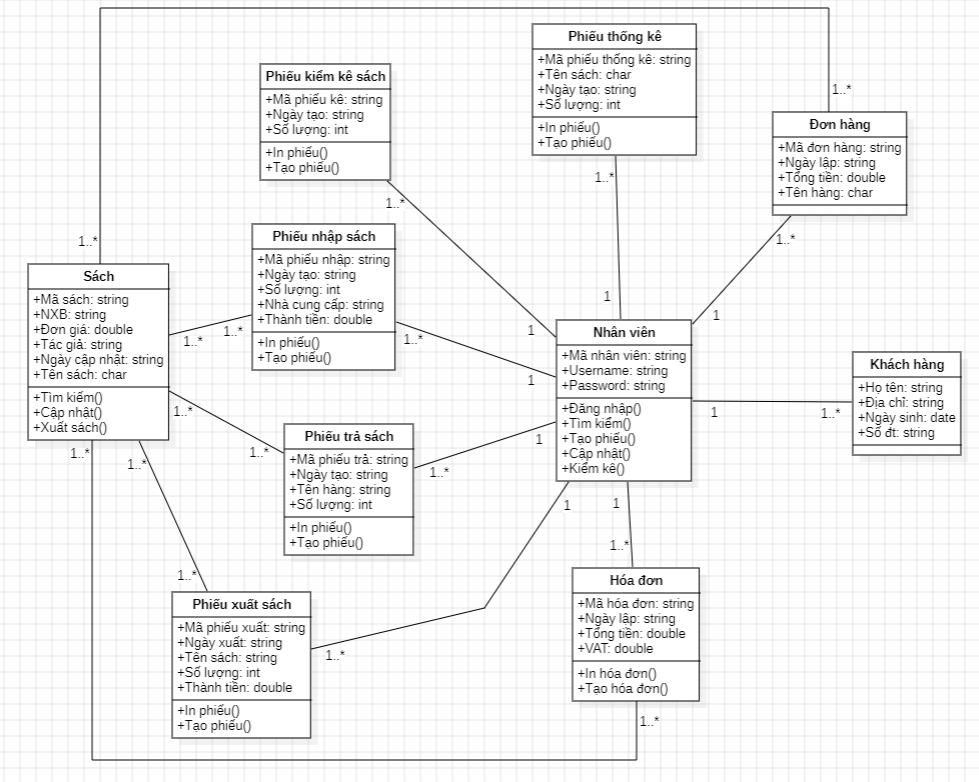 Phiếu thống kê
+Mã phiếu thống kê: string
+Tên sách: char
+Ngày tạo: string
+Số lượng: int
+In phiếu()
+Tạo phiếu()
1..*
1
Phiếu kiểm kê sách
+Mã phiếu kê: string
+Ngày tạo: string
+Số lượng: int
+In phiếu()
+Tạo phiếu()
1..*
1
Đơn hàng
+Mã đơn hàng: string
+Ngày lập: string
+Tổng tiền: double
+Tên hàng: char
1..*
1..*
1
Phiếu nhập sách
+Mã phiếu nhập: string
+Ngày tạo: string
+Số lượng: int
+Nhà cung cấp: string
+Thành tiền: double
+In phiếu()
+Tạo phiếu()
1..*
1..*
1
Sách
+Mã sách: string
+NXB: string
+Đơn giá: double
+Tác giả: string
+Ngày cập nhật: string
+Tên sách: char
+Tìm kiếm()
+Cập nhật()
+Xuất sách()
1..*
1..*
1..*
1..*
1..*
Nhân viên
+Mã nhân viên: string
+Username: string
+Password: string
+Đăng nhập()
+Tìm kiếm()
+Tạo phiếu()
+Cập nhật()
+Kiểm kê()
1
1..*
Khách hàng
+Họ tên: string
+Địa chỉ: string
+Ngày sinh: date
+Số đt: string
Phiếu trả sách
+Mã phiếu trả: string
+Ngày tạo: string
+Tên hàng: string
+Số lượng: int
+In phiếu()
+Tạo phiếu()
1..*
1..*
1
Phiếu xuất sách
+Mã phiếu xuất: string
+Ngày xuất: string
+Tên sách: string
+Số lượng: int
+Thành tiền: double
+In phiếu()
+Tạo phiếu()
1..*
1..*
1
Hóa đơn
+Mã hóa đơn: string
+Ngày lập: string
+Tổng tiền: double
+VAT: double
+In hóa đơn()
+Tạo hóa đơn()
1
1..*
1..*